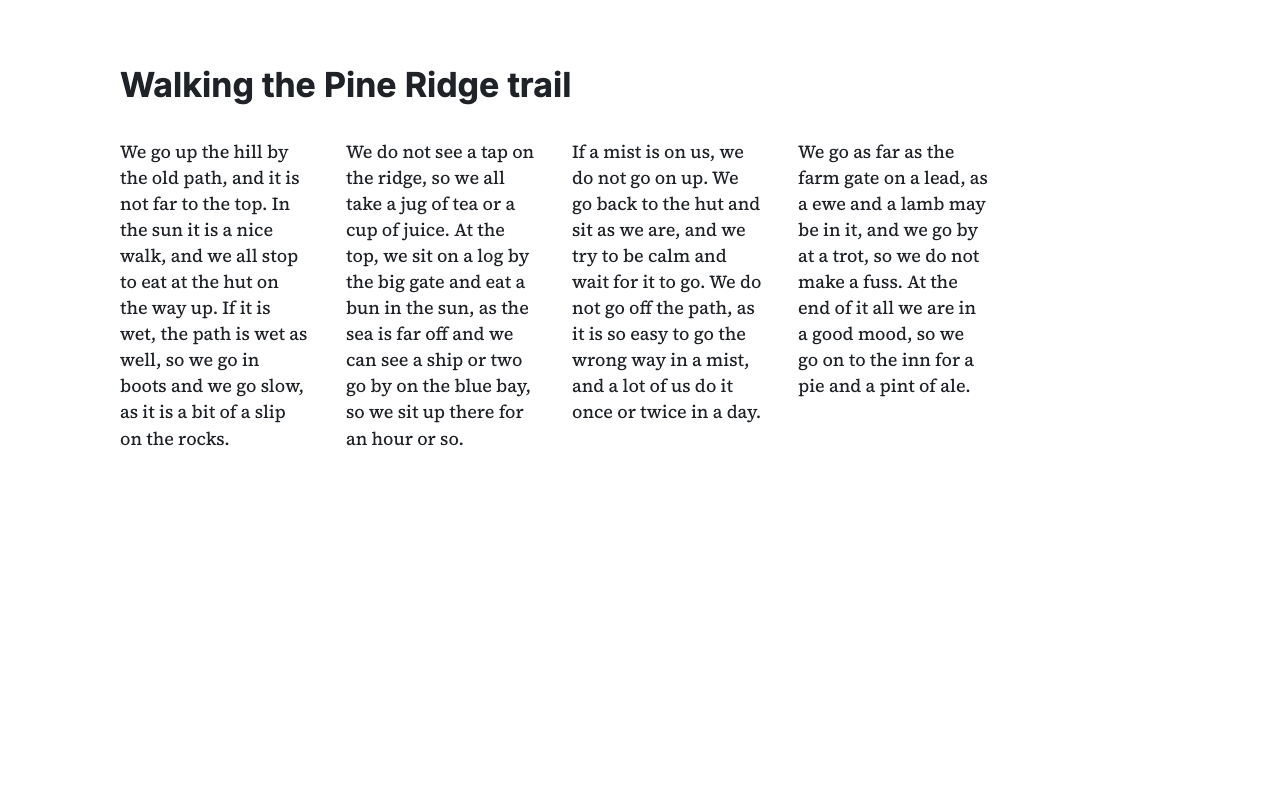 Walking the Pine Ridge trail
We go up the hill by
the old path, and it is
not far to the top. In
the sun it is a nice
walk, and we all stop
to eat at the hut on
the way up. If it is
wet, the path is wet as
well, so we go in
boots and we go slow,
as it is a bit of a slip
on the rocks.
We do not see a tap on
the ridge, so we all
take a jug of tea or a
cup of juice. At the
top, we sit on a log by
the big gate and eat a
bun in the sun, as the
sea is far off and we
can see a ship or two
go by on the blue bay,
so we sit up there for
an hour or so.
If a mist is on us, we
do not go on up. We
go back to the hut and
sit as we are, and we
try to be calm and
wait for it to go. We do
not go off the path, as
it is so easy to go the
wrong way in a mist,
and a lot of us do it
once or twice in a day.
We go as far as the
farm gate on a lead, as
a ewe and a lamb may
be in it, and we go by
at a trot, so we do not
make a fuss. At the
end of it all we are in
a good mood, so we
go on to the inn for a
pie and a pint of ale.